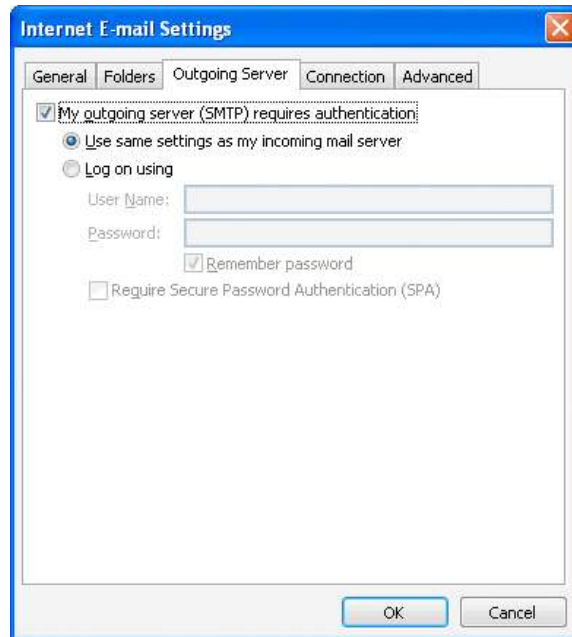 Internet E-mail Settings
General Folders Outgoing Server Connection Advanced
My outgoing server (SMTP) requires authentication
Use same settings as my incoming mail server
Log on using
User Name:
Password:
Remember password
Require Secure Password Authentication (SPA)
OK Cancel